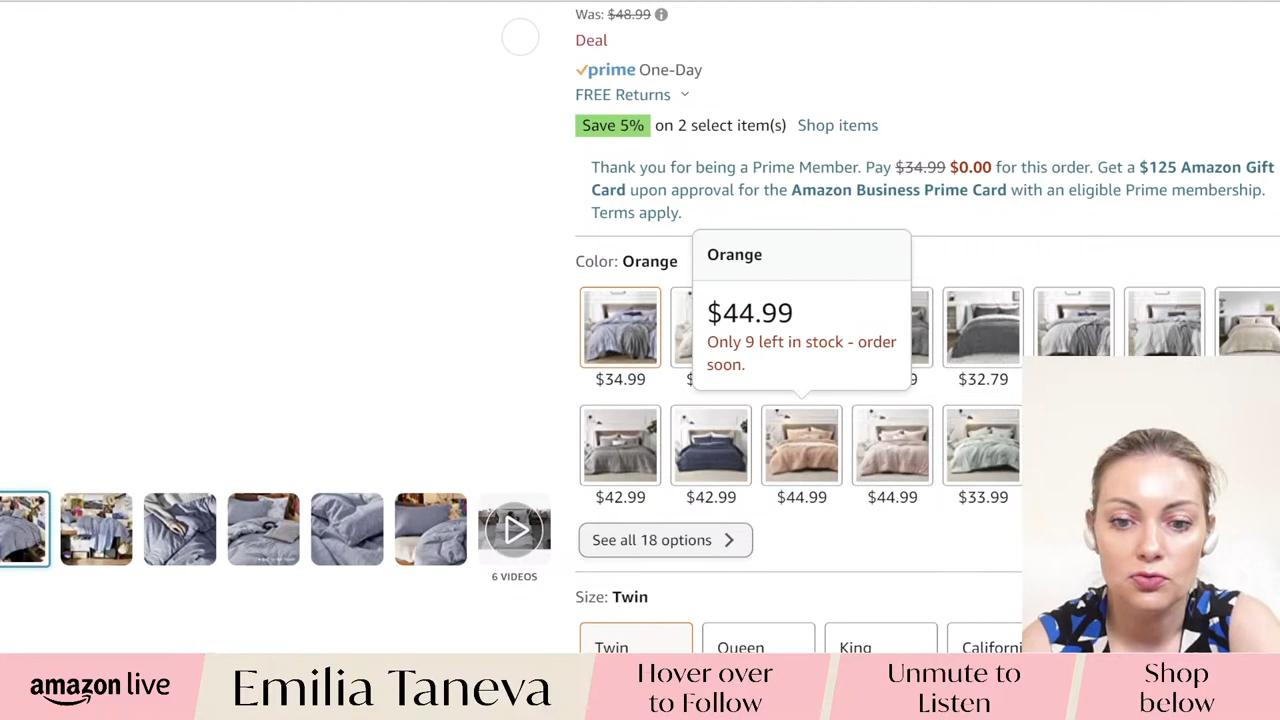 Was: $48.99
Deal
prime One-Day
FREE Returns
Save 5% on 2 select item(s) Shop items
Thank you for being a Prime Member. Pay $34.99 $0.00 for this order. Get a $125 Amazon Gift
Card upon approval for the Amazon Business Prime Card with an eligible Prime membership.
Terms apply.
Color: Orange
Orange
$44.99
Only 9 left in stock - order
soon.
$34.99
$32.79
$42.99 $42.99 $44.99 $44.99 $33.99
See all 18 options
6 VIDEOS
Size: Twin
Twin Queen King
amazon live
Emilia Taneva
Hover over
to Follow
Unmute to
Listen
Shop
below